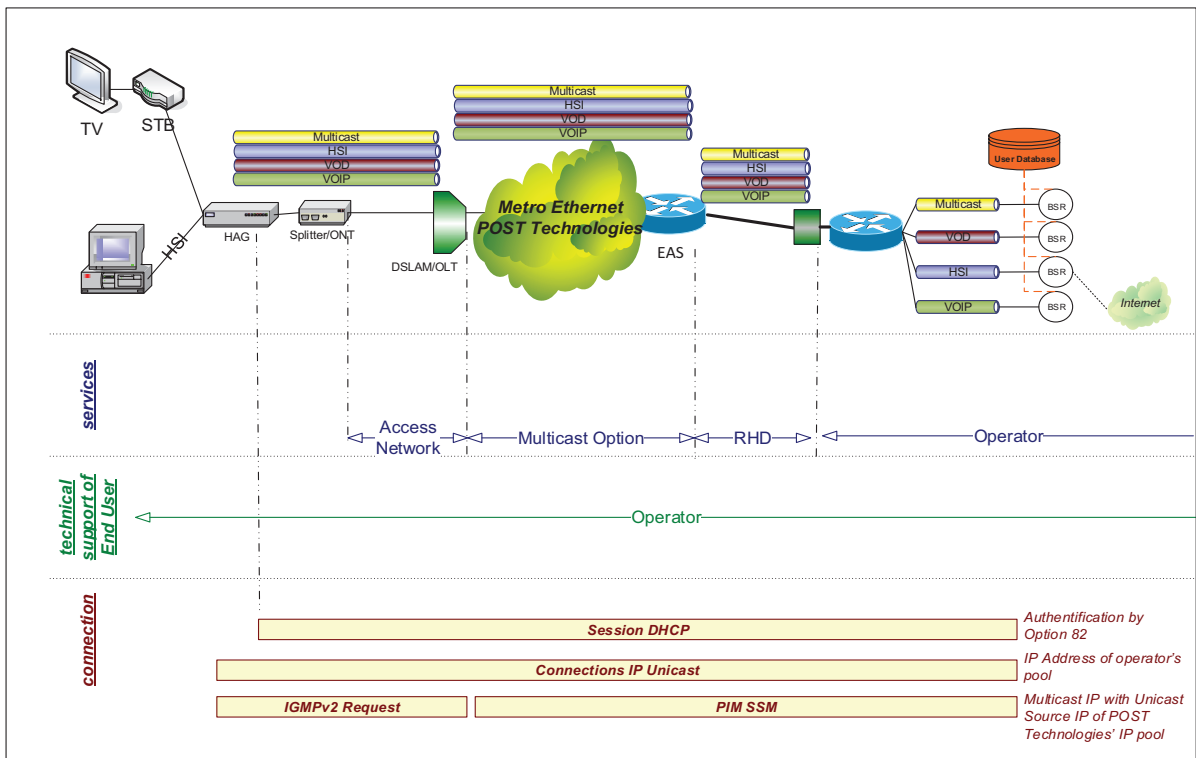 Multicast
HSI
VOD
VOIP
Multicast
HSI
VOD
VOIP
Multicast
HSI
VOD
VOIP
TV
STB
HSI
HAG
Splitter/ONT
DSLAM/OLT
Metro Ethernet
POST Technologies
EAS
User Database
Multicast
BSR
VOD
BSR
HSI
BSR
VOIP
BSR
Internet
services
Access
Network
Multicast Option
RHD
Operator
technical
support of
End User
Operator
connection
Session DHCP
Authentification by
Option 82
Connections IP Unicast
IP Address of operator's
pool
IGMPv2 Request
PIM SSM
Multicast IP with Unicast
Source IP of POST
Technologies' IP pool